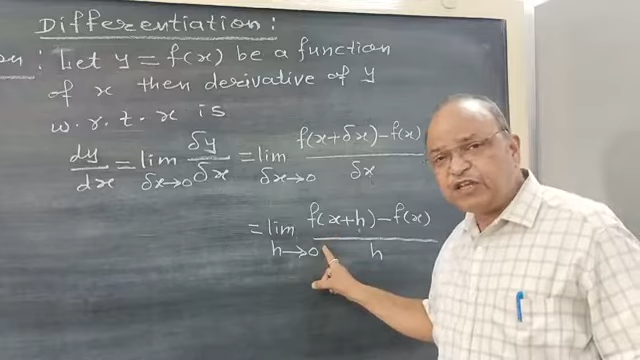 Differentiation:
on: Let y = f(x) be a function
of x then derivative of y
w. r. t. x is
dy/dx = lim δx→0 δy/δx = lim δx→0 f(x+δx)-f(x)/δx
= lim h→0 f(x+h)-f(x)/h